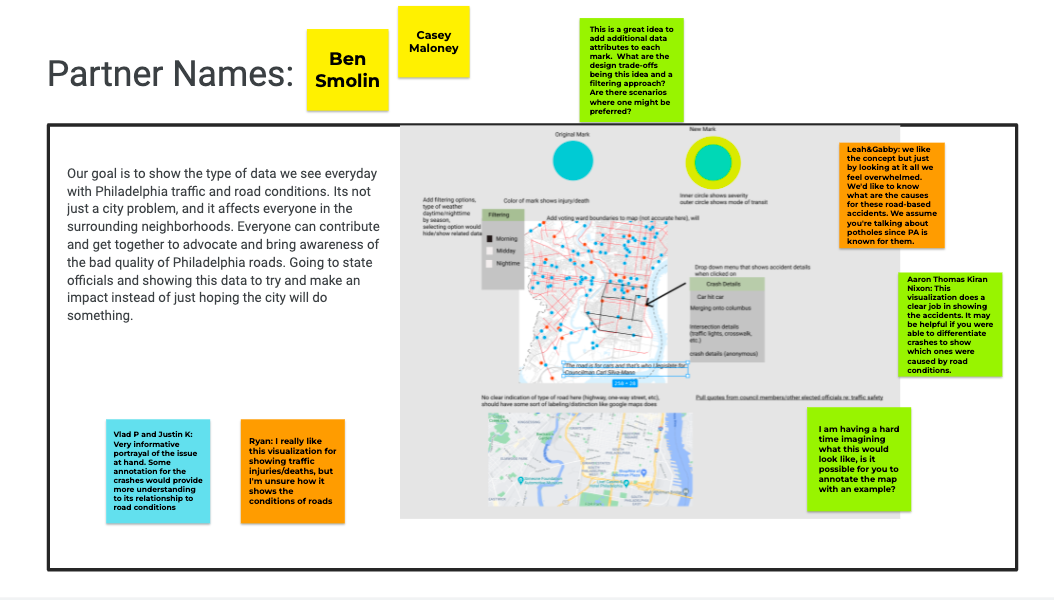 Partner Names:
Ben
Smolin
Casey
Maloney
This is a great idea to
add additional data
attributes to each
mark. What are the
design trade-offs
being this idea and a
filtering approach?
Are there scenarios
where one might be
preferred?
Our goal is to show the type of data we see everyday
with Philadelphia traffic and road conditions. Its not
just a city problem, and it affects everyone in the
surrounding neighborhoods. Everyone can contribute
and get together to advocate and bring awareness of
the bad quality of Philadelphia roads. Going to state
officials and showing this data to try and make an
impact instead of just hoping the city will do
something.
Original Mark
New Mark
Color of mark shows injury/death
Inner circle shows severity
outer circle shows mode of transit
Add filtering options,
type of weather
daytime/nighttime
by season,
selecting option would
hide/show related data
Filtering
Morning
Midday
Nightime
Add voting ward boundaries to map (not accurate here), will
Drop down menu that shows accident details
when clicked on
Crash Details
Car hit car
Merging onto columbus
intersection details
(traffic lights, crosswalk,
etc.)
crash details (anonymous)
"The road is for cars and that's who I legislate for"
Councilman Carl Silva-Mass
No clear indication of type of road here (highway, one-way street, etc),
should have some sort of labeling/distinction like google maps does
Pull quotes from council members/other elected officials re: traffic safety
Leah&Gabby: we like
the concept but just
by looking at it all we
feel overwhelmed.
We'd like to know
what are the causes
for these road-based
accidents. We assume
you're talking about
potholes since PA is
known for them.
Aaron Thomas Kiran
Nixon: This
visualization does a
clear job in showing
the accidents. It may
be helpful if you were
able to differentiate
crashes to show
which ones were
caused by road
conditions.
Vlad P and Justin K:
Very informative
portrayal of the issue
at hand. Some
annotation for the
crashes would provide
more understanding
to its relationship to
road conditions
Ryan: I really like
this visualization for
showing traffic
injuries/deaths, but
I'm unsure how it
shows the
conditions of roads
I am having a hard
time imagining
what this would
look like, is it
possible for you to
annotate the map
with an example?